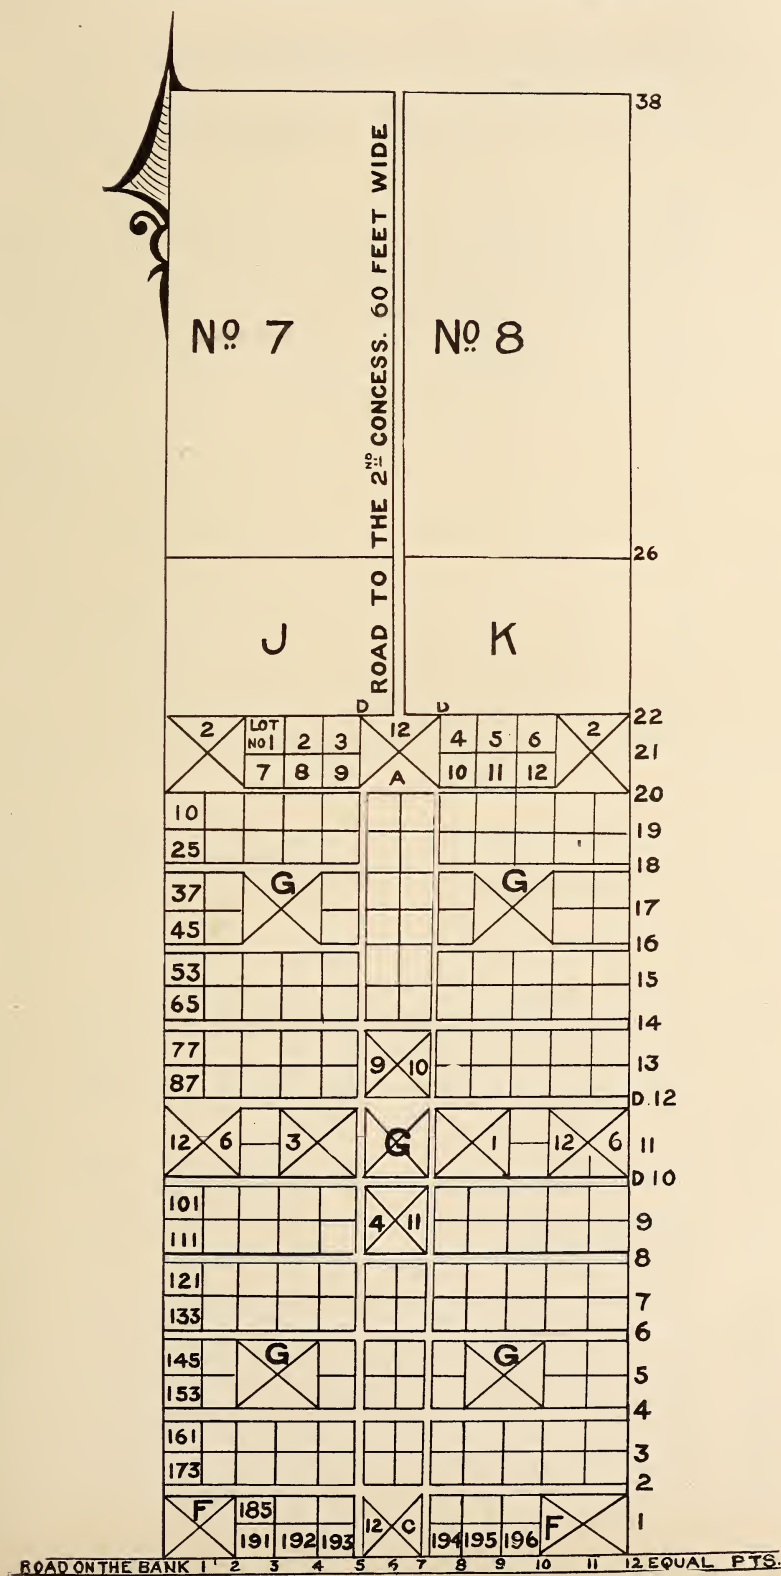 38
ROAD TO THE 2ND CONCESS. 60 FEET WIDE
No 7 No 8
26
J K
D D 22
2 LOT NO 1 2 3 12 4 5 6 2
21
7 8 9 A 10 11 12
20
10
19
25
18
G G
37
17
45
16
53
15
65
14
77
9 10 13
87
D.12
12 6 3 G 1 12 6 11
D 10
101
4 11 9
111
8
121
7
133
6
G G
145
5
153
4
161
3
173
2
F 185
12 C F 1
191 192 193 194 195 196
ROAD ON THE BANK 1 2 3 4 5 6 7 8 9 10 11 12 EQUAL PTS.